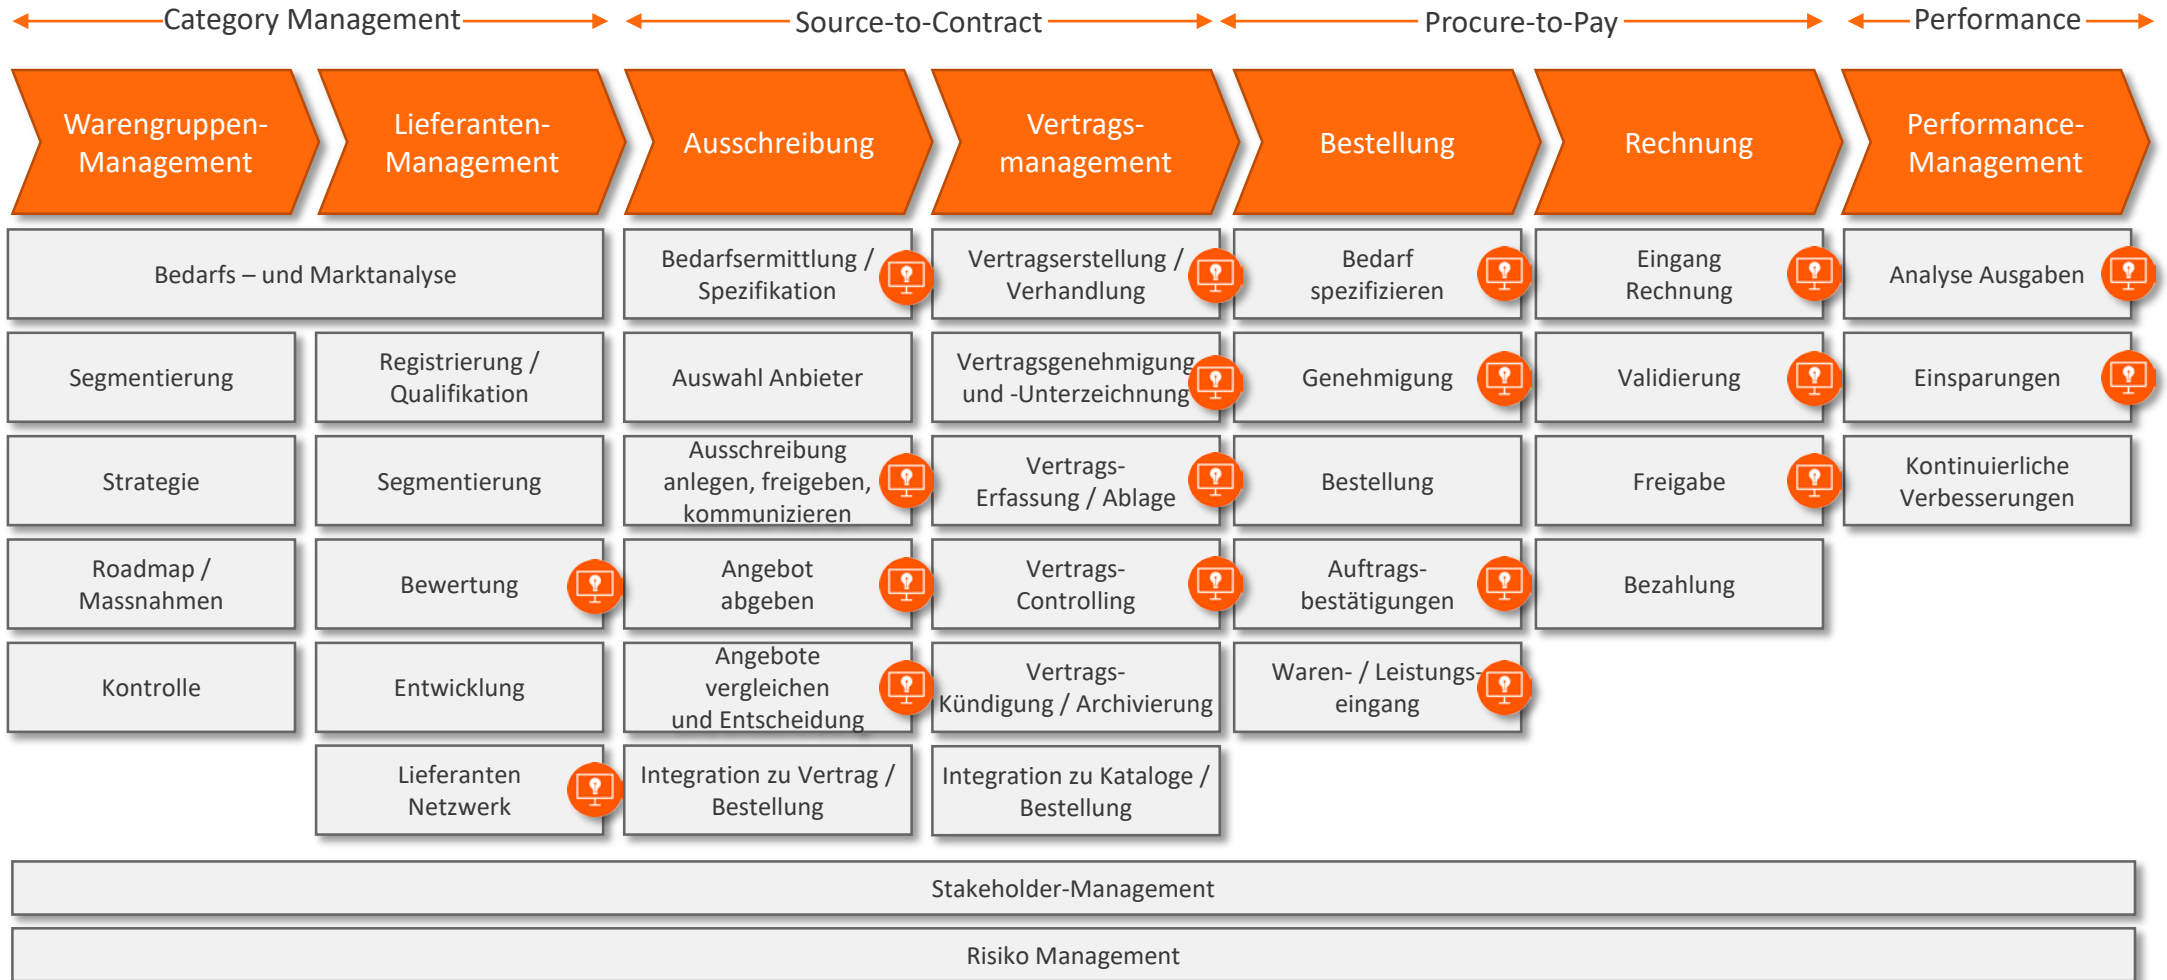 Category Management
Source-to-Contract
Procure-to-Pay
Performance
Warengruppen-
Management
Lieferanten-
Management
Ausschreibung
Vertrags-
management
Bestellung
Rechnung
Performance-
Management
Bedarfs – und Marktanalyse
Bedarfsermittlung /
Spezifikation
Vertragserstellung /
Verhandlung
Bedarf
spezifizieren
Eingang
Rechnung
Analyse Ausgaben
Segmentierung
Registrierung /
Qualifikation
Auswahl Anbieter
Vertragsgenehmigung
und -Unterzeichnung
Genehmigung
Validierung
Einsparungen
Strategie
Segmentierung
Ausschreibung
anlegen, freigeben,
kommunizieren
Vertrags-
Erfassung / Ablage
Bestellung
Freigabe
Kontinuierliche
Verbesserungen
Roadmap /
Massnahmen
Bewertung
Angebot
abgeben
Vertrags-
Controlling
Auftrags-
bestätigungen
Bezahlung
Kontrolle
Entwicklung
Angebote
vergleichen
und Entscheidung
Vertrags-
Kündigung / Archivierung
Waren- / Leistungs-
eingang
Lieferanten
Netzwerk
Integration zu Vertrag /
Bestellung
Integration zu Kataloge /
Bestellung
Stakeholder-Management
Risiko Management